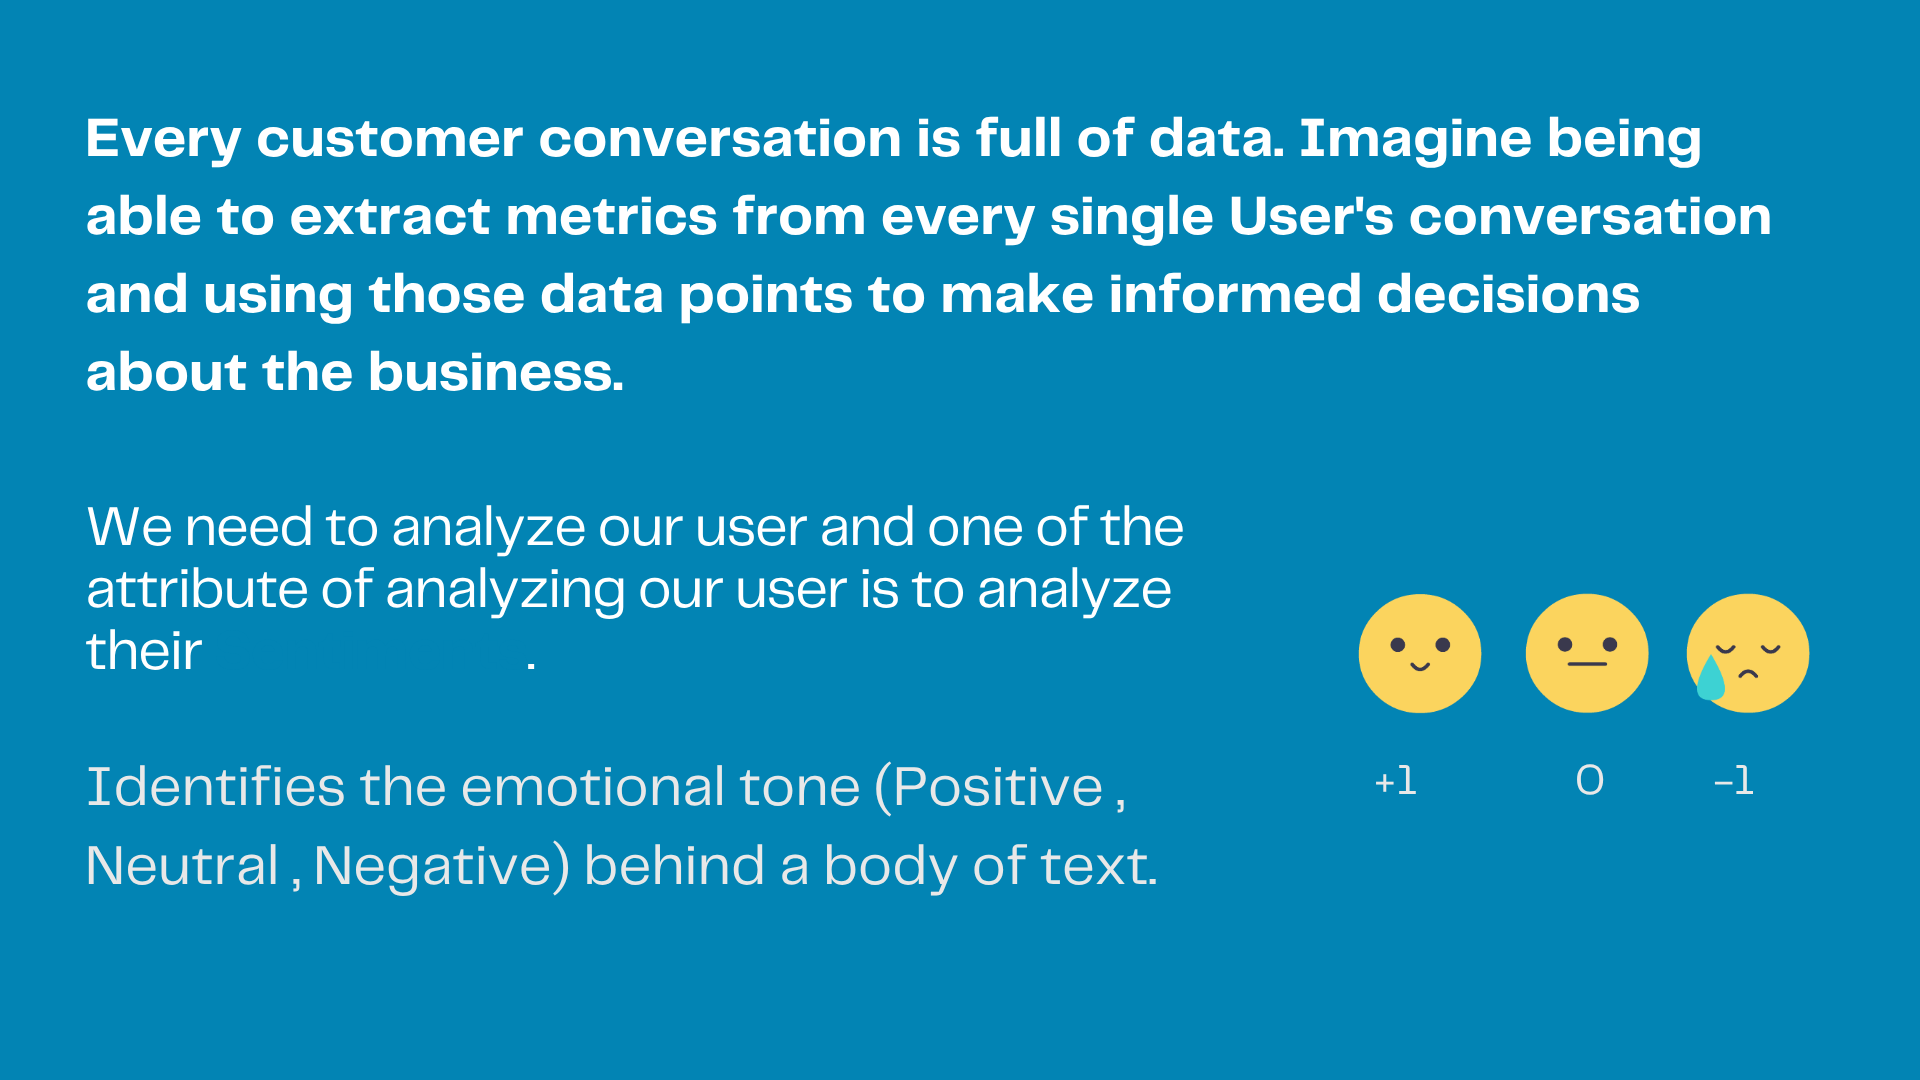 Every customer conversation is full of data. Imagine being
able to extract metrics from every single User's conversation
and using those data points to make informed decisions
about the business.
We need to analyze our user and one of the
attribute of analyzing our user is to analyze
their .
Identifies the emotional tone (Positive ,
Neutral , Negative) behind a body of text.
+1 0 -1